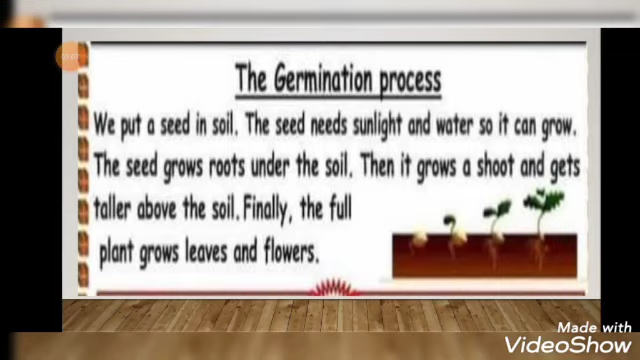 The Germination process
We put a seed in soil. The seed needs sunlight and water so it can grow.
The seed grows roots under the soil. Then it grows a shoot and gets
taller above the soil. Finally, the full
plant grows leaves and flowers.
Made with
VideoShow